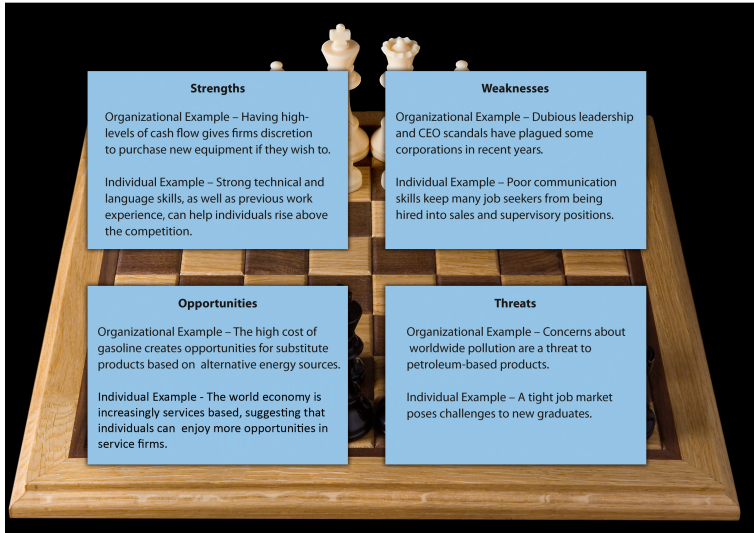 Strengths
Organizational Example – Having high-
levels of cash flow gives firms discretion
to purchase new equipment if they wish to.
Individual Example – Strong technical and
language skills, as well as previous work
experience, can help individuals rise above
the competition.
Weaknesses
Organizational Example – Dubious leadership
and CEO scandals have plagued some
corporations in recent years.
Individual Example – Poor communication
skills keep many job seekers from being
hired into sales and supervisory positions.
Opportunities
Organizational Example – The high cost of
gasoline creates opportunities for substitute
products based on alternative energy sources.
Individual Example - The world economy is
increasingly services based, suggesting that
individuals can enjoy more opportunities in
service firms.
Threats
Organizational Example – Concerns about
worldwide pollution are a threat to
petroleum-based products.
Individual Example – A tight job market
poses challenges to new graduates.